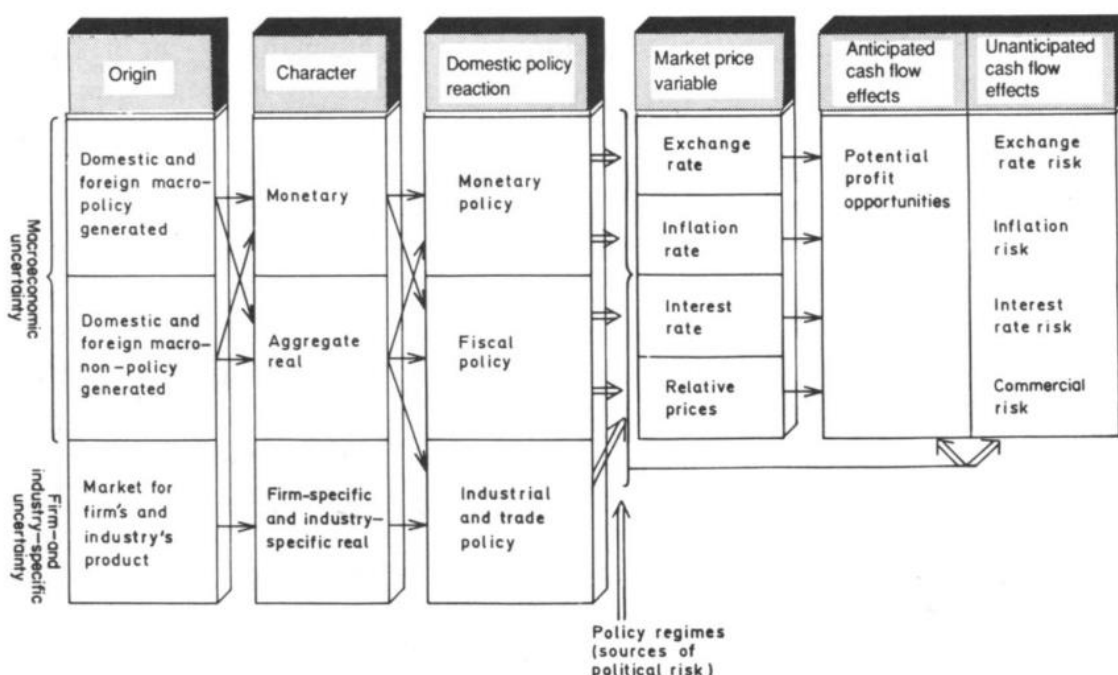 Origin
Character
Domestic policy
reaction
Market price
variable
Anticipated
cash flow
effects
Unanticipated
cash flow
effects
Macroeconomic
uncertainty
Firm-and
industry-specific
uncertainty
Domestic and
foreign macro-
policy
generated
Domestic and
foreign macro-
non-policy
generated
Market for
firm's and
industry's
product
Monetary
Aggregate
real
Firm-specific
and industry-
specific real
Monetary
policy
Fiscal
policy
Industrial
and trade
policy
Exchange
rate
Inflation
rate
Interest
rate
Relative
prices
Potential
profit
opportunities
Exchange
rate risk
Inflation
risk
Interest
rate risk
Commercial
risk
Policy regimes
(sources of
political risk)